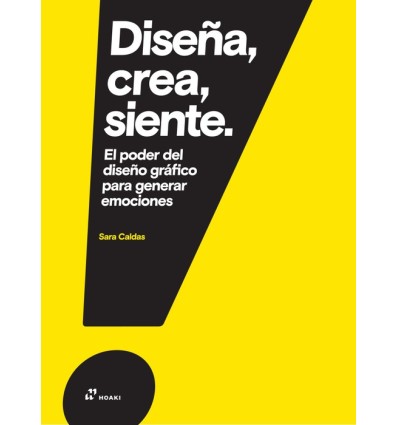 Diseña,
crea,
siente.
El poder del
diseño gráfico
para generar
emociones
Sara Caldas
HOAKI